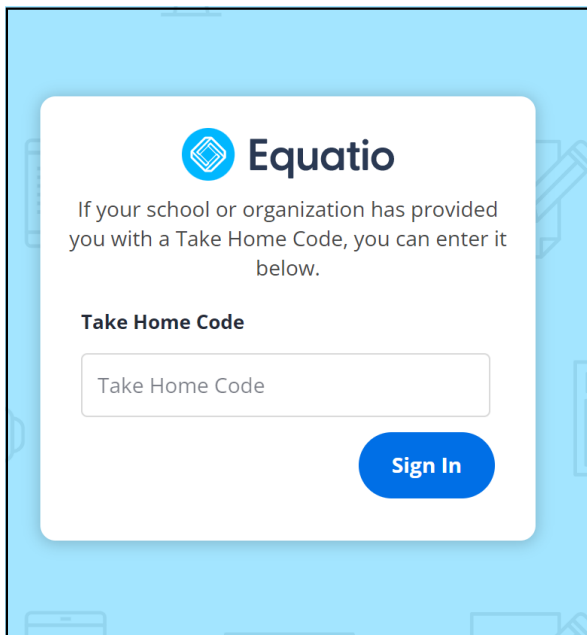 Equatio
If your school or organization has provided
you with a Take Home Code, you can enter it
below.
Take Home Code
Take Home Code
Sign In